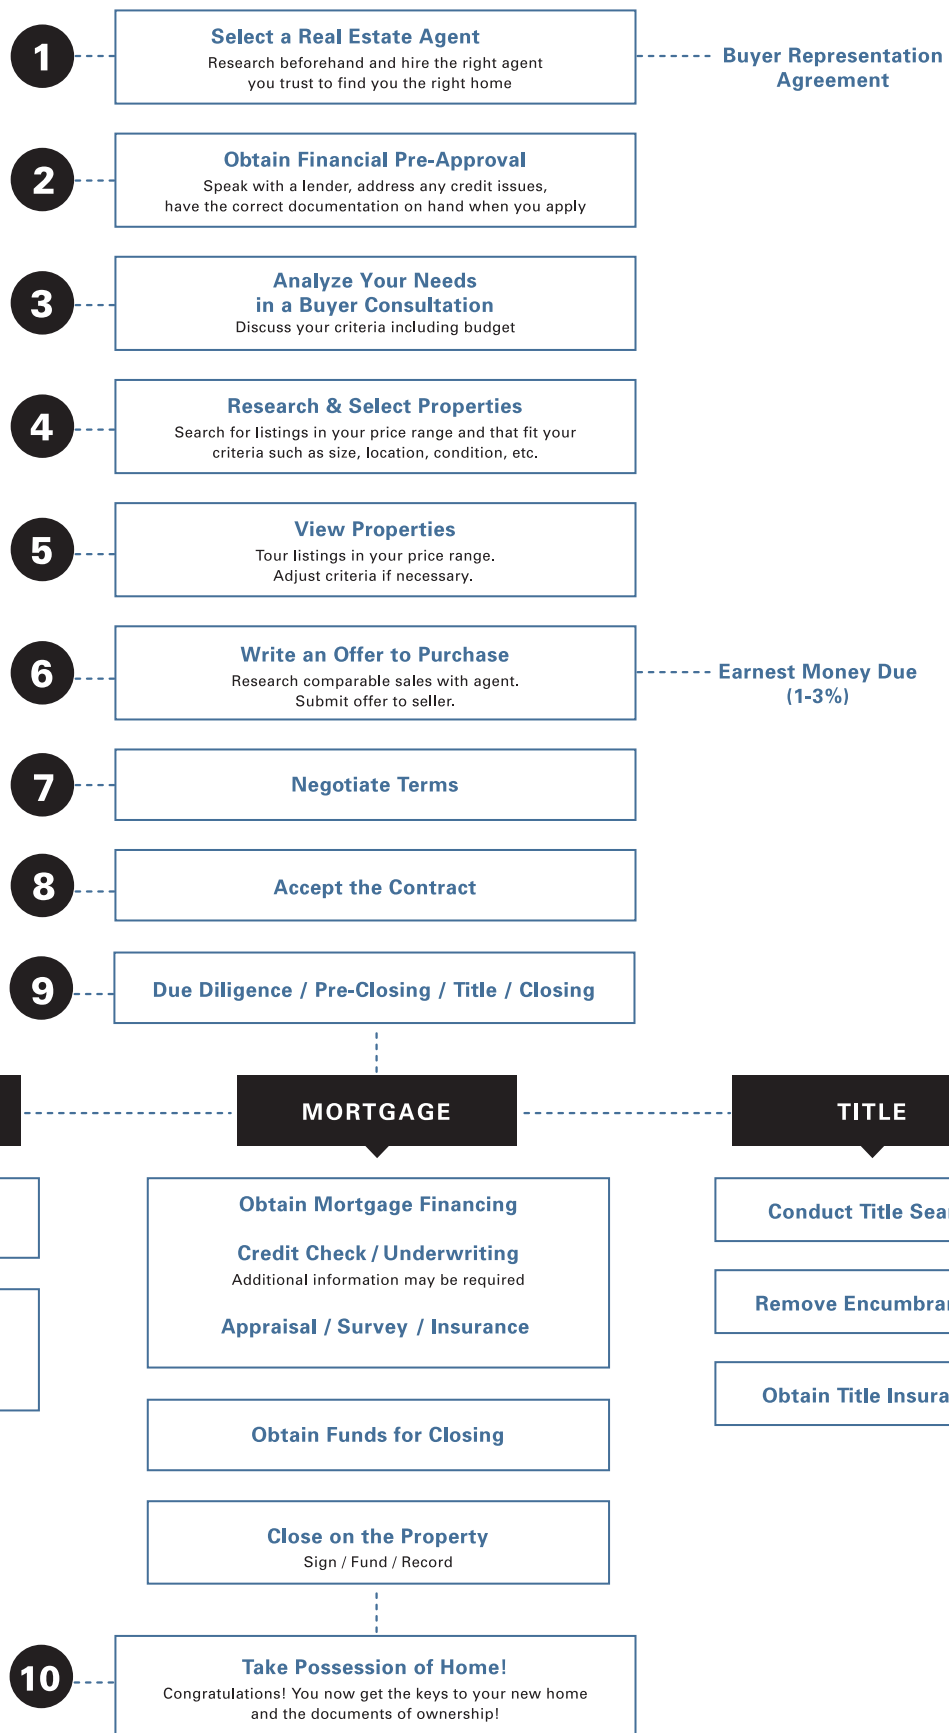 1
Select a Real Estate Agent
Research beforehand and hire the right agent
you trust to find you the right home
Buyer Representation
Agreement
2
Obtain Financial Pre-Approval
Speak with a lender, address any credit issues,
have the correct documentation on hand when you apply
3
Analyze Your Needs
in a Buyer Consultation
Discuss your criteria including budget
4
Research & Select Properties
Search for listings in your price range and that fit your
criteria such as size, location, condition, etc.
5
View Properties
Tour listings in your price range.
Adjust criteria if necessary.
6
Write an Offer to Purchase
Research comparable sales with agent.
Submit offer to seller.
Earnest Money Due
(1-3%)
7
Negotiate Terms
8
Accept the Contract
9
Due Diligence / Pre-Closing / Title / Closing
MORTGAGE
Obtain Mortgage Financing
Credit Check / Underwriting
Additional information may be required
Appraisal / Survey / Insurance
Obtain Funds for Closing
Close on the Property
Sign / Fund / Record
TITLE
Conduct Title
Remove
Obtain Title
10
Take Possession of Home!
Congratulations! You now get the keys to your new home
and the documents of ownership!